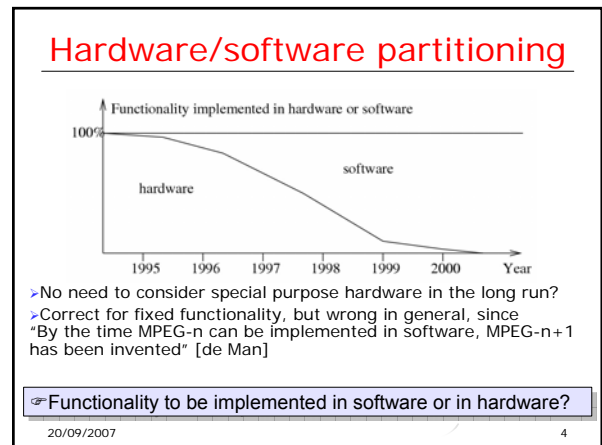 Hardware/software partitioning
Functionality implemented in hardware or software
100%
software
hardware
1995 1996 1997 1998 1999 2000 Year
➢No need to consider special purpose hardware in the long run?
➢Correct for fixed functionality, but wrong in general, since
"By the time MPEG-n can be implemented in software, MPEG-n+1
has been invented" [de Man]
☞Functionality to be implemented in software or in hardware?
20/09/2007 4